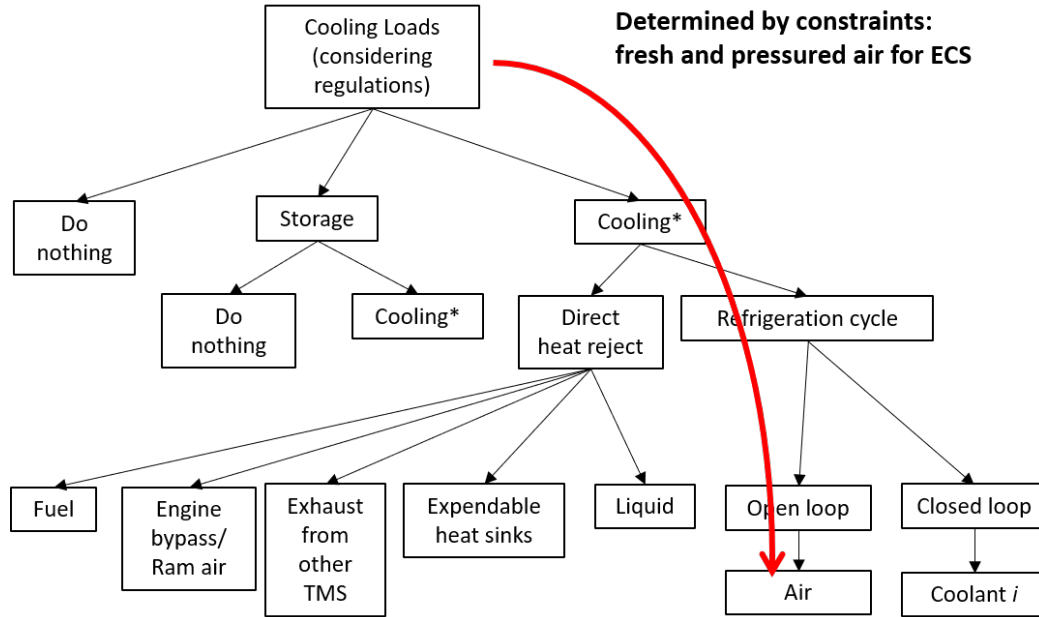 Cooling Loads
(considering
regulations)
Determined by constraints:
fresh and pressured air for ECS
Do
nothing
Storage
Cooling*
Do
nothing
Cooling*
Direct
heat reject
Refrigeration cycle
Fuel
Engine
bypass/
Ram air
Exhaust
from
other
TMS
Expendable
heat sinks
Liquid
Open loop
Closed loop
Air
Coolant i